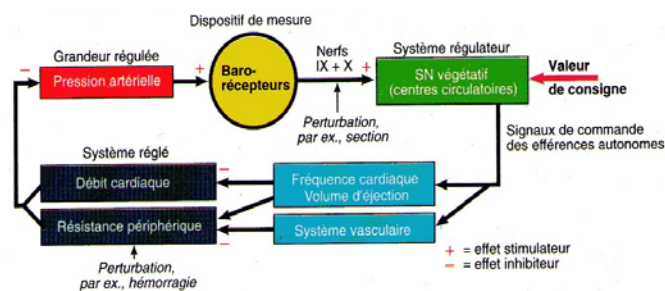 Dispositif de mesure
Grandeur régulée
Pression artérielle
− +
Baro-
récepteurs
Nerfs
IX + X
+
Système régulateur
SN végétatif
(centres circulatoires)
Valeur
de consigne
Perturbation,
par ex., section
Signaux de commande
des efférences autonomes
Système réglé
Débit cardiaque
−
Fréquence cardiaque
Volume d'éjection
Résistance périphérique
−
Système vasculaire
Perturbation,
par ex., hémorragie
+ = effet stimulateur
− = effet inhibiteur